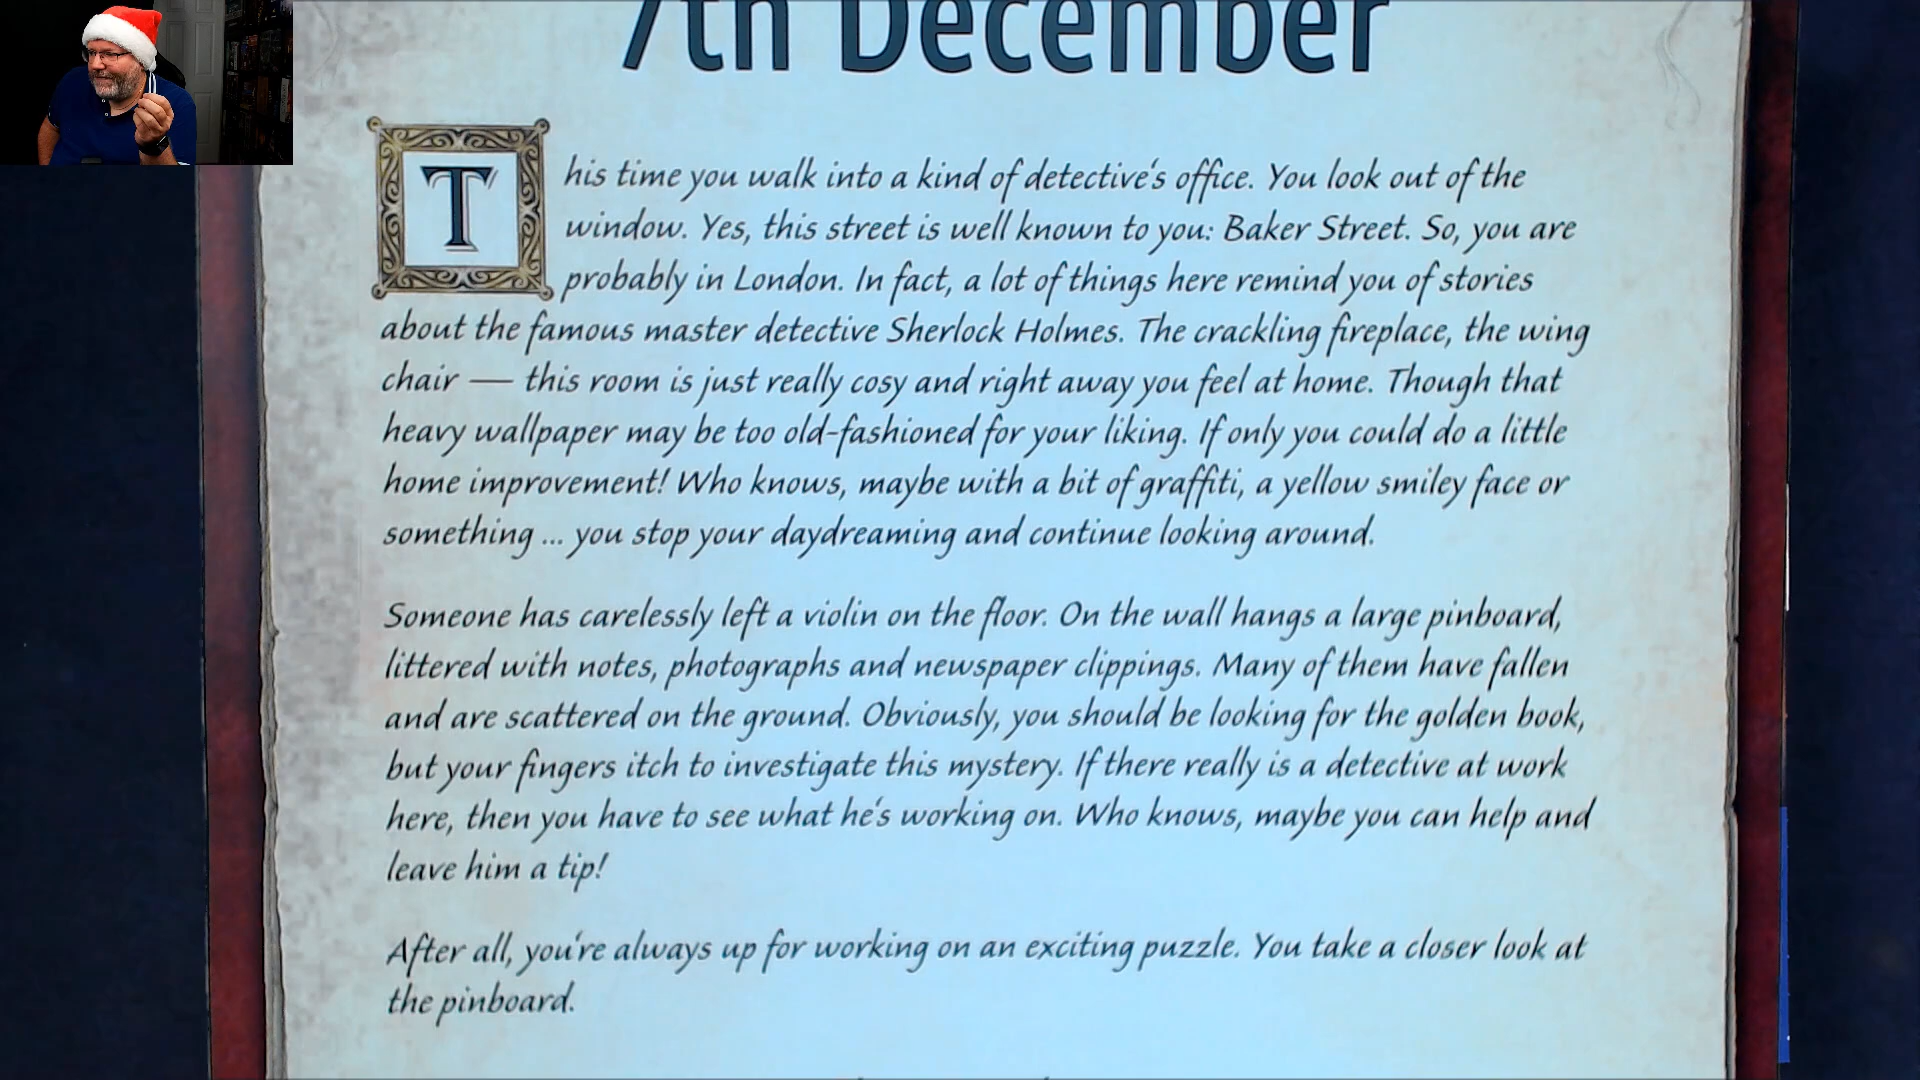 7th December
This time you walk into a kind of detective's office. You look out of the
window. Yes, this street is well known to you: Baker Street. So, you are
probably in London. In fact, a lot of things here remind you of stories
about the famous master detective Sherlock Holmes. The crackling fireplace, the wing
chair — this room is just really cosy and right away you feel at home. Though that
heavy wallpaper may be too old-fashioned for your liking. If only you could do a little
home improvement! Who knows, maybe with a bit of graffiti, a yellow smiley face or
something ... you stop your daydreaming and continue looking around.
Someone has carelessly left a violin on the floor. On the wall hangs a large pinboard,
littered with notes, photographs and newspaper clippings. Many of them have fallen
and are scattered on the ground. Obviously, you should be looking for the golden book,
but your fingers itch to investigate this mystery. If there really is a detective at work
here, then you have to see what he's working on. Who knows, maybe you can help and
leave him a tip!
After all, you're always up for working on an exciting puzzle. You take a closer look at
the pinboard.